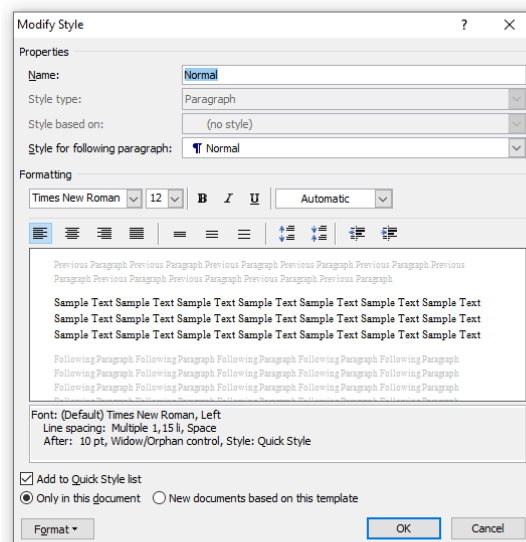 Modify Style
?
Properties
Name: Normal
Style type: Paragraph
Style based on: (no style)
Style for following paragraph: ¶ Normal
Formatting
Times New Roman 12 B I U Automatic
Previous Paragraph Previous Paragraph Previous Paragraph Previous Paragraph Previous Paragraph Previous
Paragraph Previous Paragraph Previous Paragraph Previous Paragraph Previous Paragraph
Sample Text Sample Text Sample Text Sample Text Sample Text Sample Text Sample Text
Sample Text Sample Text Sample Text Sample Text Sample Text Sample Text Sample Text
Sample Text Sample Text Sample Text Sample Text Sample Text Sample Text Sample Text
Following Paragraph Following Paragraph Following Paragraph Following Paragraph Following Paragraph
Following Paragraph Following Paragraph Following Paragraph Following Paragraph Following Paragraph
Following Paragraph Following Paragraph Following Paragraph Following Paragraph Following Paragraph
Following Paragraph Following Paragraph Following Paragraph Following Paragraph Following Paragraph
Font: (Default) Times New Roman, Left
Line spacing: Multiple 1,15 li, Space
After: 10 pt, Widow/Orphan control, Style: Quick Style
Add to Quick Style list
Only in this document New documents based on this template
Format OK Cancel